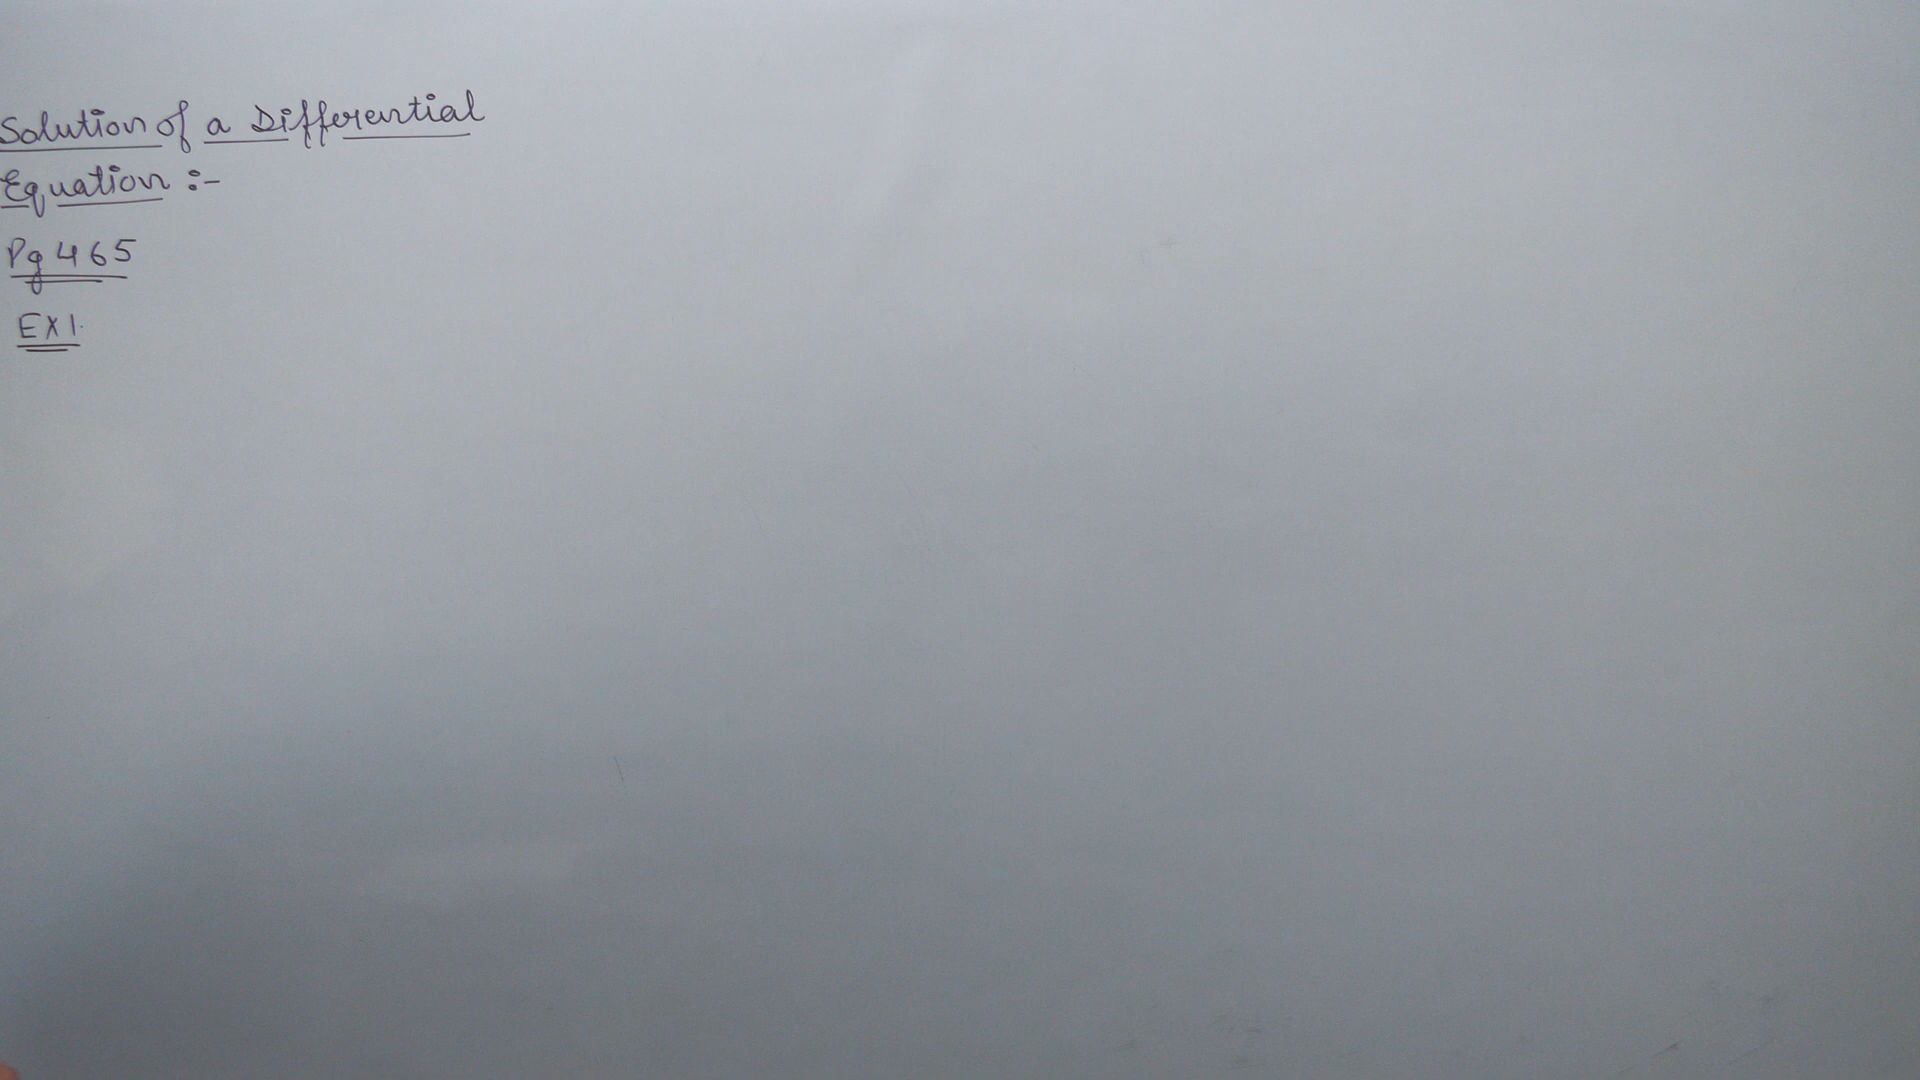 Solution of a Differential
Equation :-
Pg 465
EX 1.